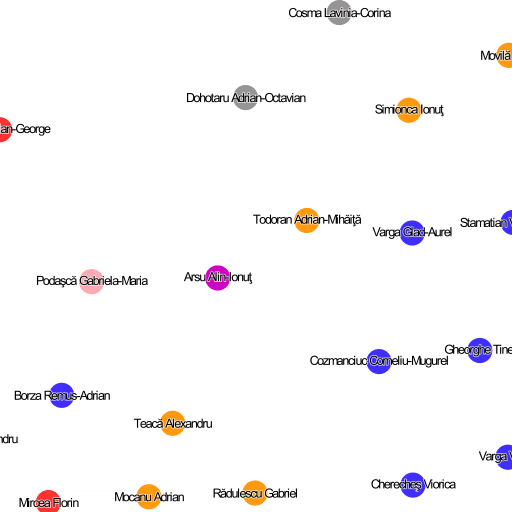 Cosma Lavinia-Corina
Movilă
Dohotaru Adrian-Octavian
Simionca Ionuţ
an-George
Todoran Adrian-Mihăiţă
Varga Glad-Aurel
Stamatian V
Podaşcă Gabriela-Maria
Arsu Alin-Ionuţ
Gheorghe Tine
Cozmanciuc Corneliu-Mugurel
Borza Remus-Adrian
Teacă Alexandru
ndru
Varga V
Cherecheş Viorica
Rădulescu Gabriel
Mocanu Adrian
Mircea Florin